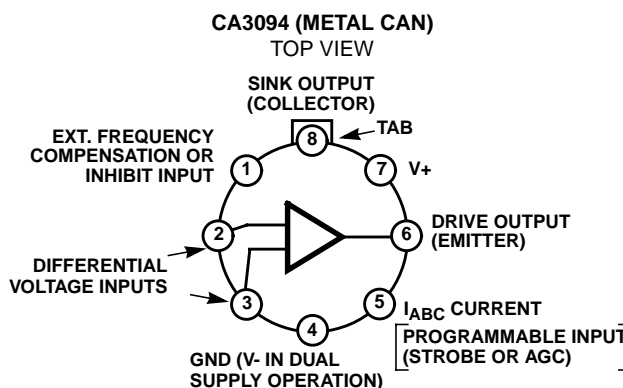 CA3094 (METAL CAN)
TOP VIEW
SINK OUTPUT
(COLLECTOR)
TAB
8
EXT. FREQUENCY
COMPENSATION OR
INHIBIT INPUT
1
7
V+
2
6
DRIVE OUTPUT
(EMITTER)
DIFFERENTIAL
VOLTAGE INPUTS
3
5
IABC CURRENT
PROGRAMMABLE INPUT
(STROBE OR AGC)
4
GND (V- IN DUAL
SUPPLY OPERATION)